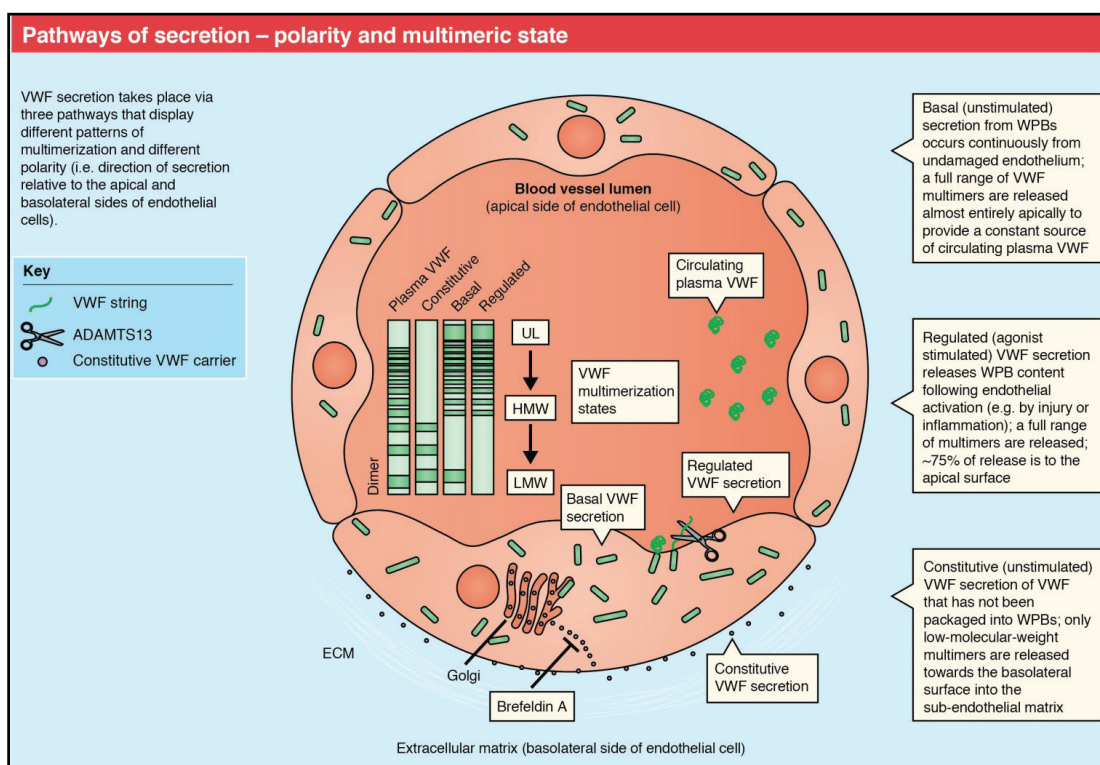 Pathways of secretion – polarity and multimeric state
VWF secretion takes place via
three pathways that display
different patterns of
multimerization and different
polarity (i.e. direction of secretion
relative to the apical and
basolateral sides of endothelial
cells).
Key
VWF string
ADAMTS13
Constitutive VWF carrier
Blood vessel lumen
(apical side of endothelial cell)
Plasma VWF
Constitutive
Basal
Regulated
Dimer
UL
HMW
LMW
VWF
multimerization
states
Circulating
plasma VWF
Basal VWF
secretion
Regulated
VWF secretion
ECM
Golgi
Brefeldin A
Constitutive
VWF secretion
Extracellular matrix (basolateral side of endothelial cell)
Basal (unstimulated)
secretion from WPBs
occurs continuously from
undamaged endothelium;
a full range of VWF
multimers are released
almost entirely apically to
provide a constant source
of circulating plasma VWF
Regulated (agonist
stimulated) VWF secretion
releases WPB content
following endothelial
activation (e.g. by injury or
inflammation); a full range
of multimers are released;
~75% of release is to the
apical surface
Constitutive (unstimulated)
VWF secretion of VWF
that has not been
packaged into WPBs; only
low-molecular-weight
multimers are released
towards the basolateral
surface into the
sub-endothelial matrix